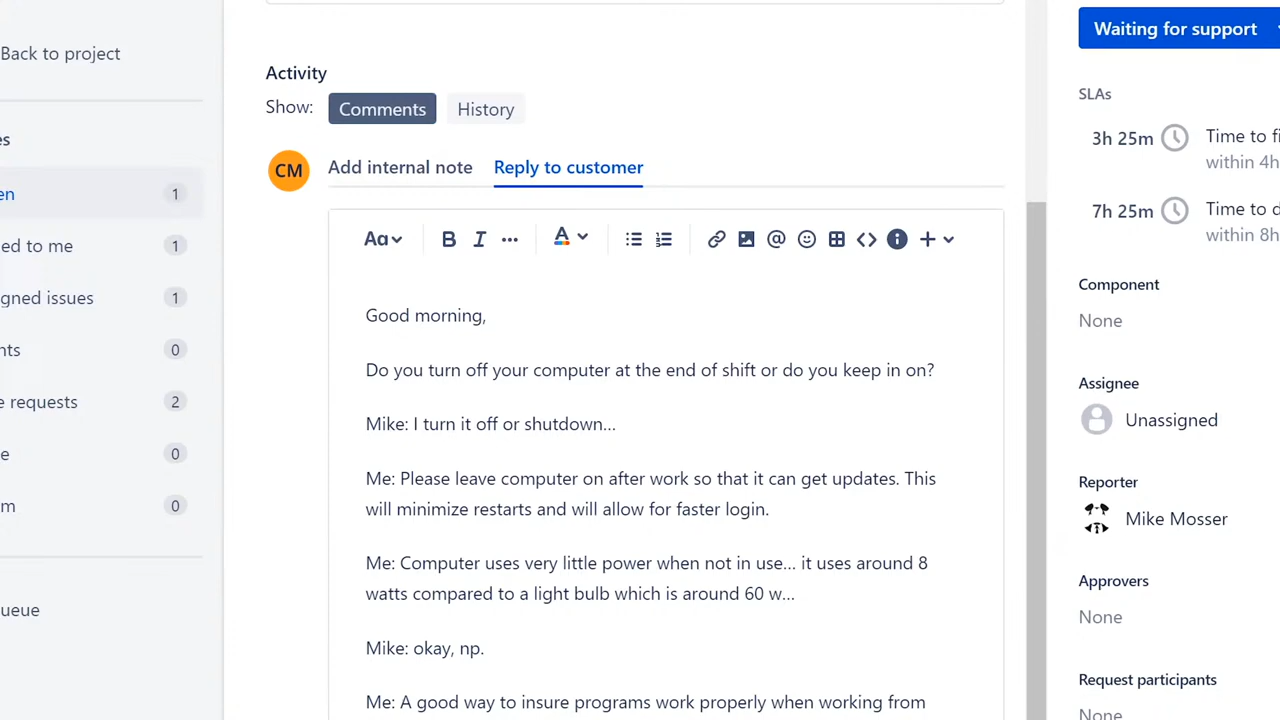 Back to project
es
en 1
ed to me 1
gned issues 1
nts 0
e requests 2
e 0
m 0
ueue
Activity
Show: Comments History
CM Add internal note Reply to customer
Aa B I ... A @ <> i +
Good morning,
Do you turn off your computer at the end of shift or do you keep in on?
Mike: I turn it off or shutdown...
Me: Please leave computer on after work so that it can get updates. This
will minimize restarts and will allow for faster login.
Me: Computer uses very little power when not in use... it uses around 8
watts compared to a light bulb which is around 60 w...
Mike: okay, np.
Me: A good way to insure programs work properly when working from
Waiting for support
SLAs
3h 25m Time to fi
within 4h
7h 25m Time to d
within 8h
Component
None
Assignee
Unassigned
Reporter
Mike Mosser
Approvers
None
Request participants
None